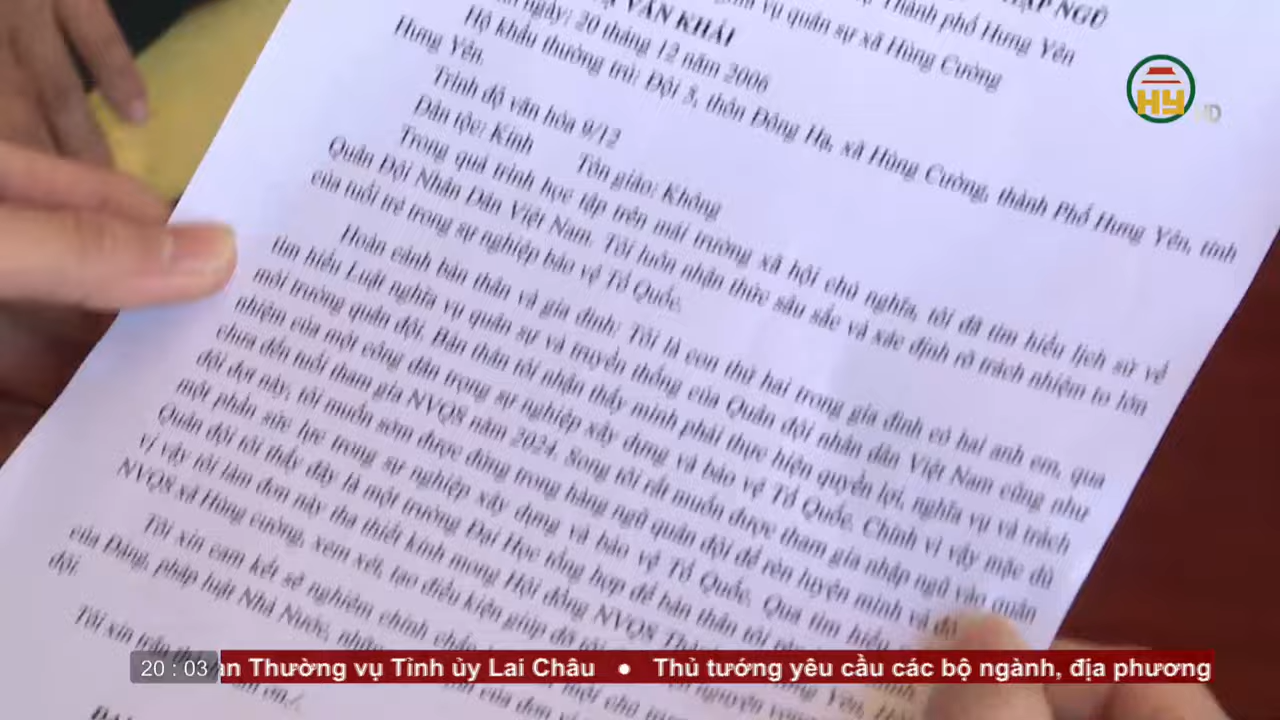 NHẬP NGŨ
Thành phố Hưng Yên
vụ quân sự xã Hùng Cường
VĂN KHẢI
ngày: 20 tháng 12 năm 2006
Hộ khẩu thường trú: Đội 3, thôn Đông Hạ, xã Hùng Cường, thành Phố Hưng Yên, tỉnh
Hưng Yên.
Trình độ văn hóa 9/12
Dân tộc: Kinh Tôn giáo: Không
Trong quá trình học tập trên mái trường xã hội chủ nghĩa, tôi đã tìm hiểu lịch sử về
Quân Đội Nhân Dân Việt Nam. Tôi luôn nhận thức sâu sắc và xác định rõ trách nhiệm to lớn
của tuổi trẻ trong sự nghiệp bảo vệ Tổ Quốc.
Hoàn cảnh bản thân và gia đình: Tôi là con thứ hai trong gia đình có hai anh em, qua
tìm hiểu Luật nghĩa vụ quân sự và truyền thống của Quân đội nhân dân Việt Nam cũng như
môi trường quân đội. Bản thân tôi nhận thấy mình phải thực hiện quyền lợi, nghĩa vụ và trách
nhiệm của một công dân trong sự nghiệp xây dựng và bảo vệ Tổ Quốc. Chính vì vậy mặc dù
chưa đến tuổi tham gia NVQS năm 2024. Song tôi rất muốn được tham gia nhập ngũ vào quân
đội đợt này, tôi muốn sớm được đứng trong hàng ngũ quân đội để rèn luyện mình và
một phần sức lực trong sự nghiệp xây dựng và bảo vệ Tổ Quốc. Qua tìm hiểu
Quân đội tôi thấy đây là một trường Đại Học tổng hợp để bản thân tôi
vì vậy tôi làm đơn này tha thiết kính mong Hội đồng NVQS
NVQS xã Hùng cường, xem xét, tạo điều kiện giúp đỡ tôi
Tôi xin cam kết sẽ nghiêm chỉnh
của Đảng, pháp luật Nhà Nước,
đội.
Tôi xin trân
HY
HD
20 : 03 Thường vụ Tỉnh ủy Lai Châu ● Thủ tướng yêu cầu các bộ ngành, địa phương